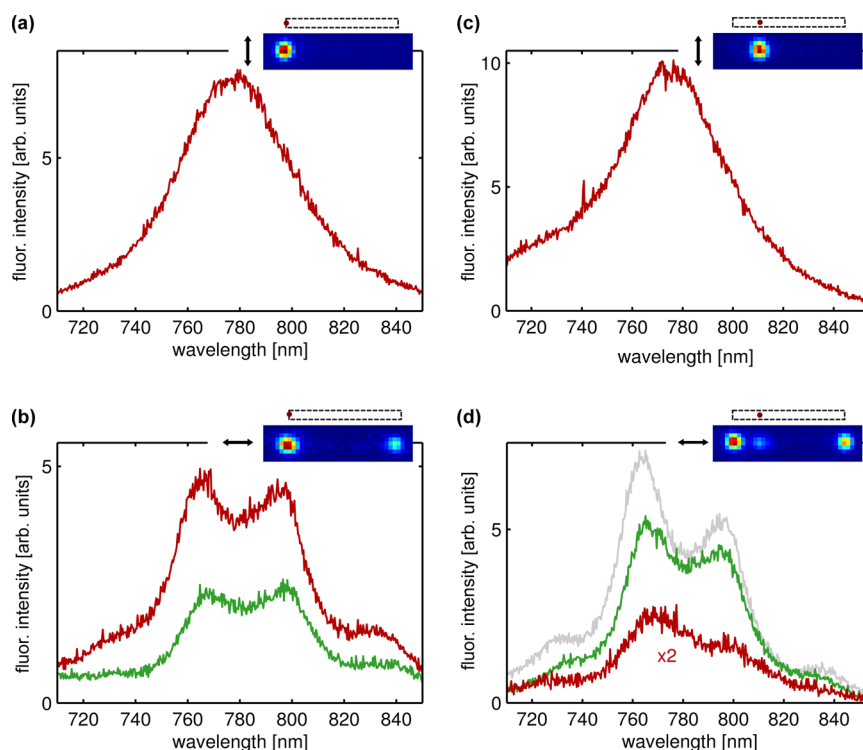 (a)
fluor. intensity [arb. units]
5
0
720 740 760 780 800 820 840
wavelength [nm]
(c)
fluor. intensity [arb. units]
10
5
0
720 740 760 780 800 820 840
wavelength [nm]
(b)
fluor. intensity [arb. units]
5
0
720 740 760 780 800 820 840
wavelength [nm]
(d)
fluor. intensity [arb. units]
5
0
x2
720 740 760 780 800 820 840
wavelength [nm]